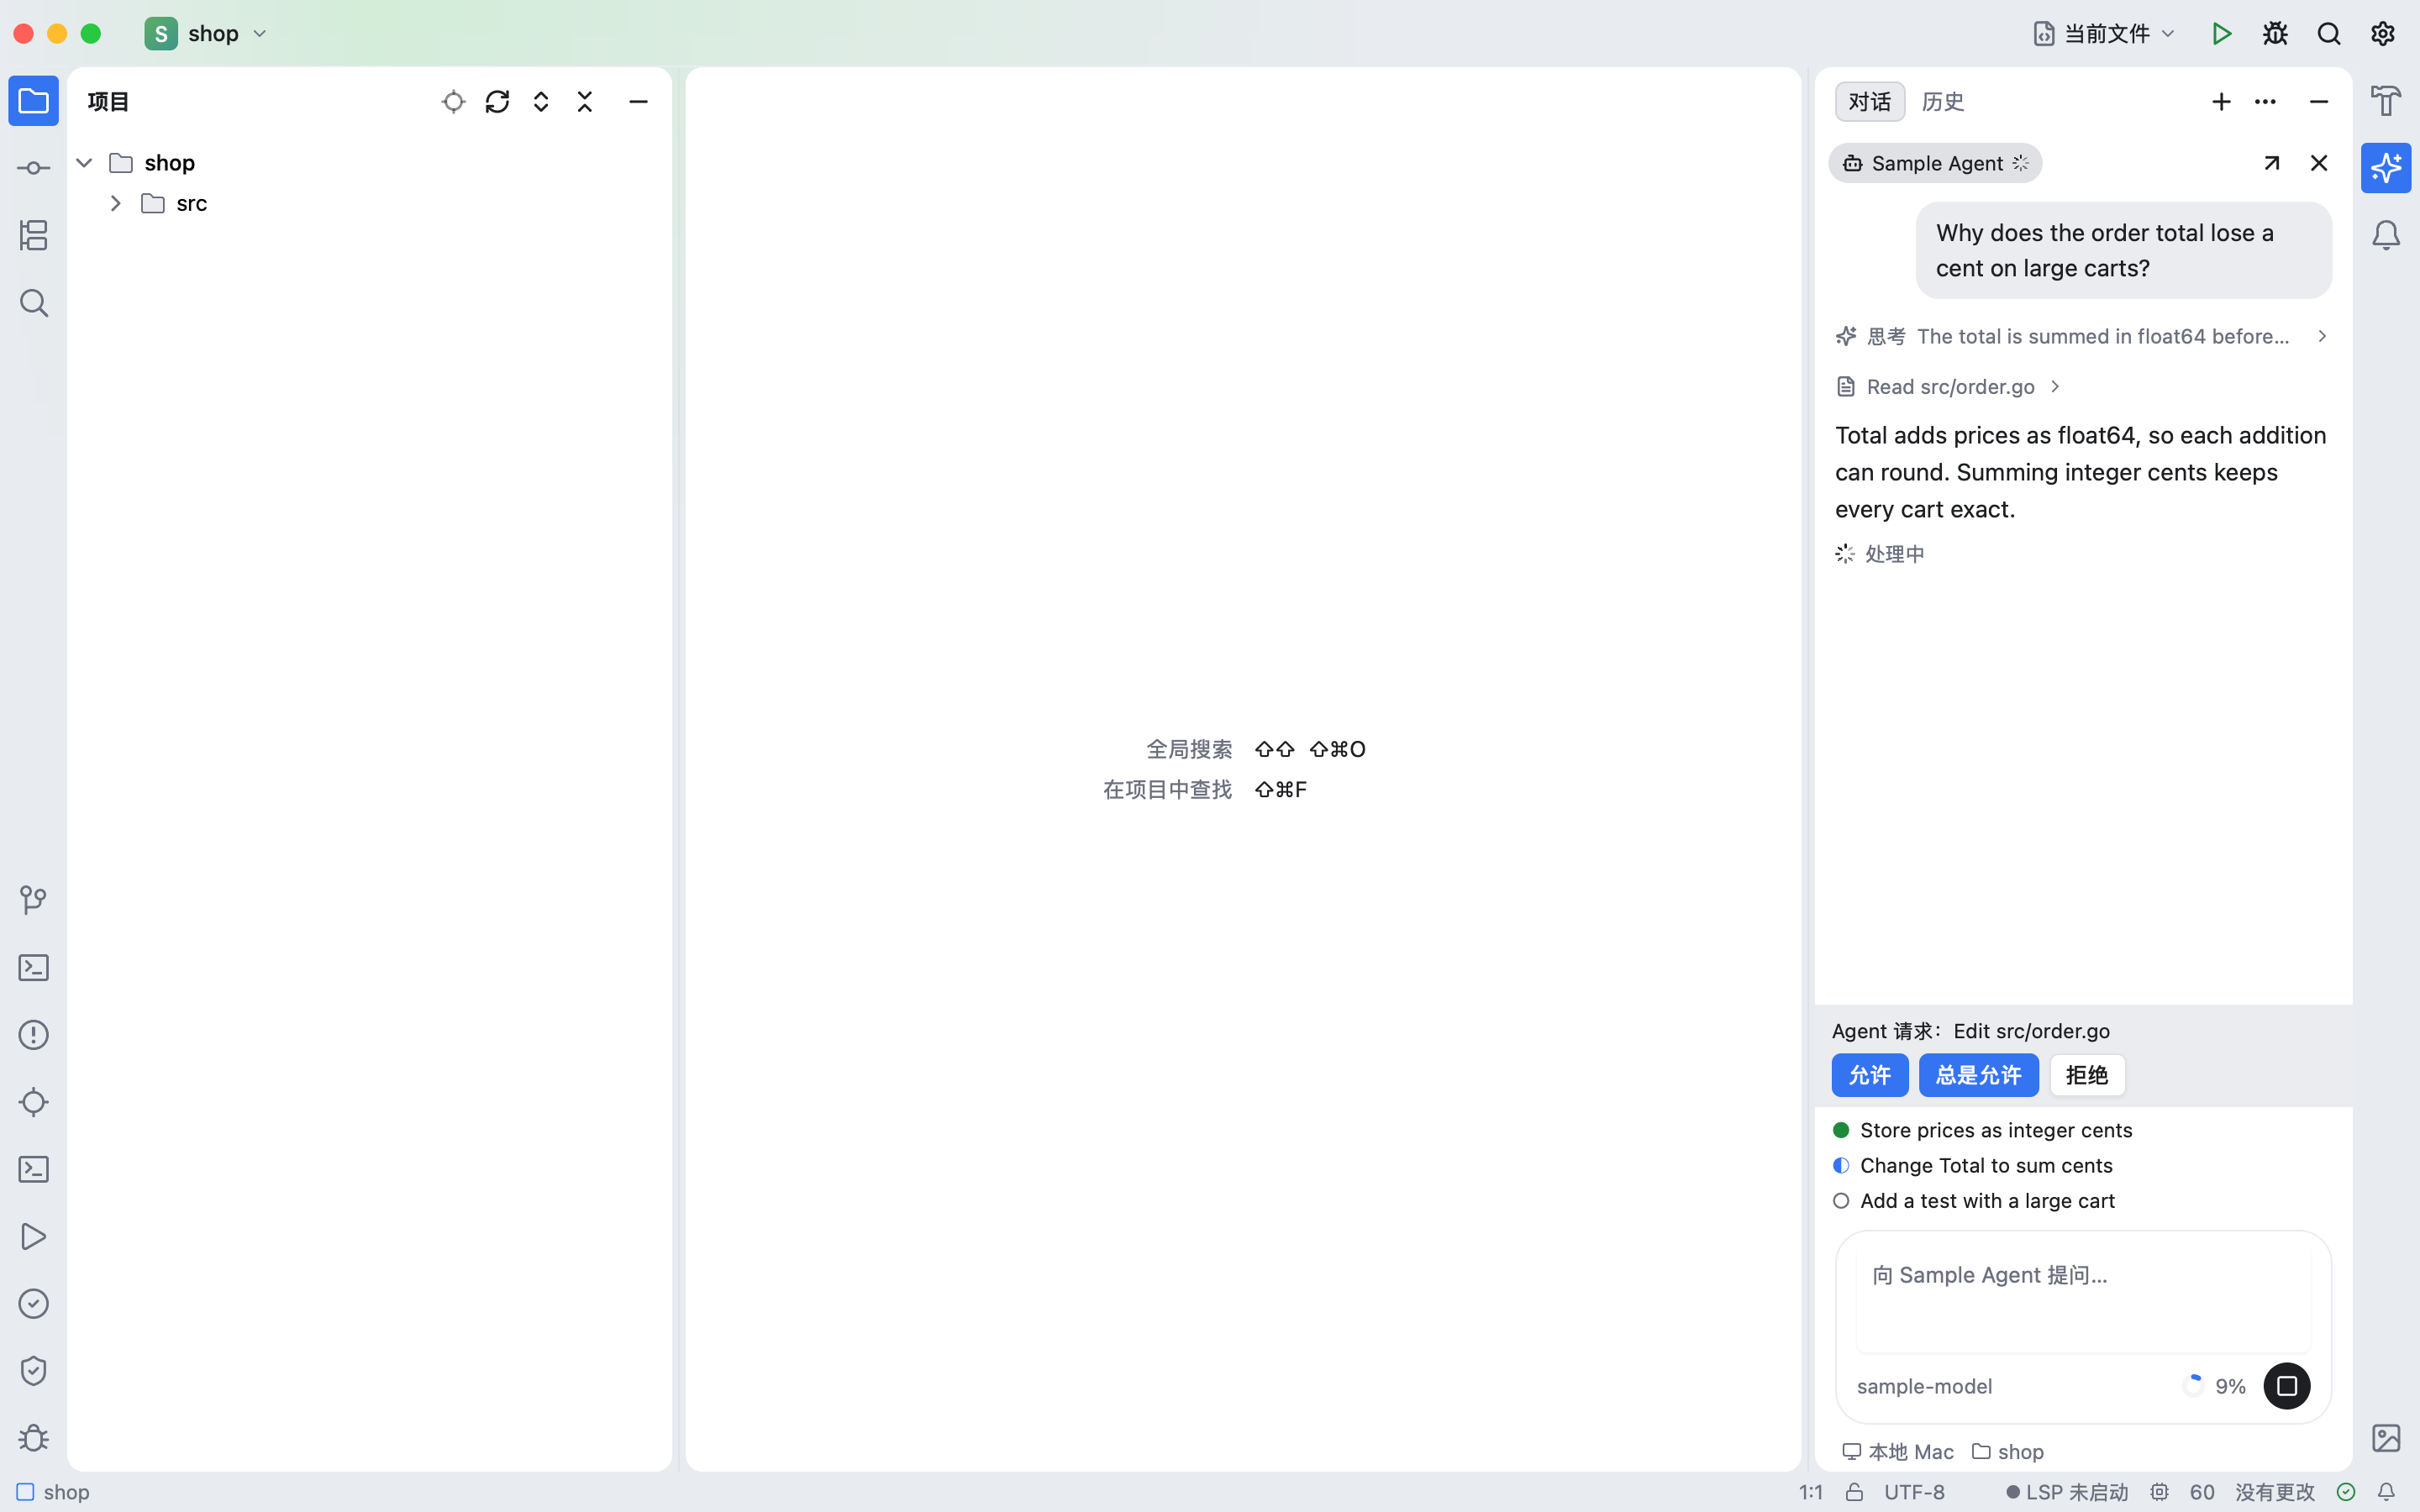 S shop
当前文件
项目
shop
src
全局搜索 ⇧⇧ ⇧⌘O
在项目中查找 ⇧⌘F
对话 历史
Sample Agent
Why does the order total lose a
cent on large carts?
思考 The total is summed in float64 before...
Read src/order.go
Total adds prices as float64, so each addition
can round. Summing integer cents keeps
every cart exact.
处理中
Agent 请求：Edit src/order.go
允许 总是允许 拒绝
Store prices as integer cents
Change Total to sum cents
Add a test with a large cart
向 Sample Agent 提问...
sample-model 9%
本地 Mac shop
shop 1:1 UTF-8 LSP 未启动 60 没有更改